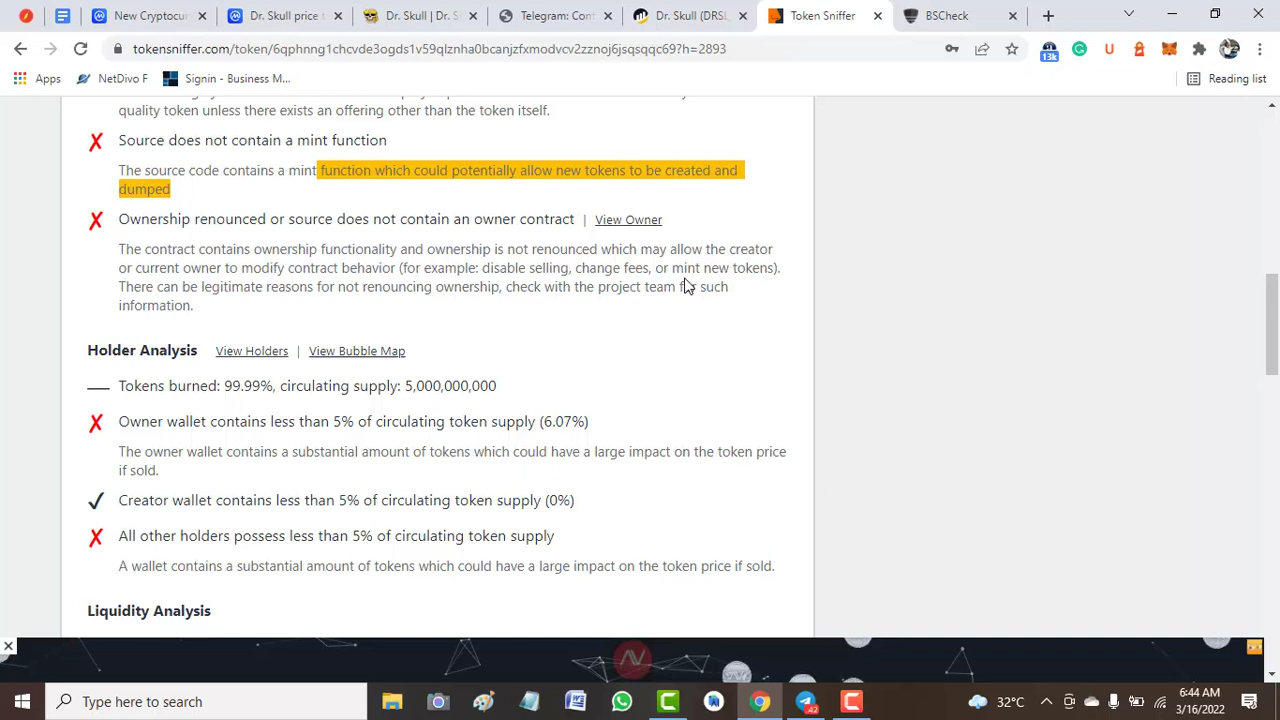 New Cryptocur
Dr. Skull price t
Dr. Skull | Dr. S
Telegram: Cont
Dr. Skull (DRSL
Token Sniffer
BSCheck
tokensniffer.com/token/6qphnng1chcvde3ogds1v59qlznha0bcanjzfxmodvcv2zznoj6jsqsqqc69?h=2893
13k
Apps
NetDivo F
Signin - Business M...
Reading list
quality token unless there exists an offering other than the token itself.
Source does not contain a mint function
The source code contains a mint function which could potentially allow new tokens to be created and
dumped
Ownership renounced or source does not contain an owner contract | View Owner
The contract contains ownership functionality and ownership is not renounced which may allow the creator
or current owner to modify contract behavior (for example: disable selling, change fees, or mint new tokens).
There can be legitimate reasons for not renouncing ownership, check with the project team for such
information.
Holder Analysis View Holders | View Bubble Map
Tokens burned: 99.99%, circulating supply: 5,000,000,000
Owner wallet contains less than 5% of circulating token supply (6.07%)
The owner wallet contains a substantial amount of tokens which could have a large impact on the token price
if sold.
Creator wallet contains less than 5% of circulating token supply (0%)
All other holders possess less than 5% of circulating token supply
A wallet contains a substantial amount of tokens which could have a large impact on the token price if sold.
Liquidity Analysis
Type here to search
42
32°C
6:44 AM
3/16/2022